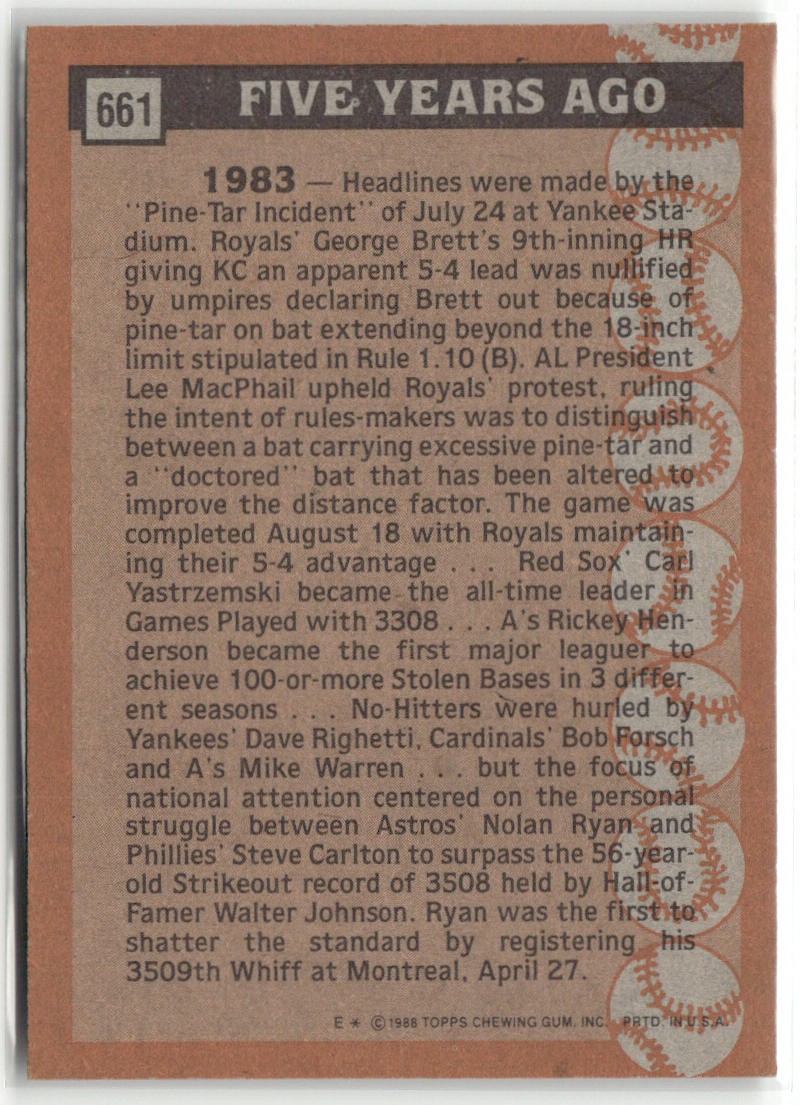 661
FIVE YEARS AGO
1983 — Headlines were made by the
"Pine-Tar Incident" of July 24 at Yankee Sta-
dium. Royals' George Brett's 9th-inning HR
giving KC an apparent 5-4 lead was nullified
by umpires declaring Brett out because of
pine-tar on bat extending beyond the 18-inch
limit stipulated in Rule 1.10 (B). AL President
Lee MacPhail upheld Royals' protest, ruling
the intent of rules-makers was to distinguish
between a bat carrying excessive pine-tar and
a "doctored" bat that has been altered to
improve the distance factor. The game was
completed August 18 with Royals maintain-
ing their 5-4 advantage . . . Red Sox' Carl
Yastrzemski became the all-time leader in
Games Played with 3308 . . . A's Rickey Hen-
derson became the first major leaguer to
achieve 100-or-more Stolen Bases in 3 differ-
ent seasons . . . No-Hitters were hurled by
Yankees' Dave Righetti, Cardinals' Bob Forsch
and A's Mike Warren . . . but the focus of
national attention centered on the personal
struggle between Astros' Nolan Ryan and
Phillies' Steve Carlton to surpass the 56-year-
old Strikeout record of 3508 held by Hall-of-
Famer Walter Johnson. Ryan was the first to
shatter the standard by registering his
3509th Whiff at Montreal, April 27.
E * © 1988 TOPPS CHEWING GUM, INC. PRTD. IN U.S.A.